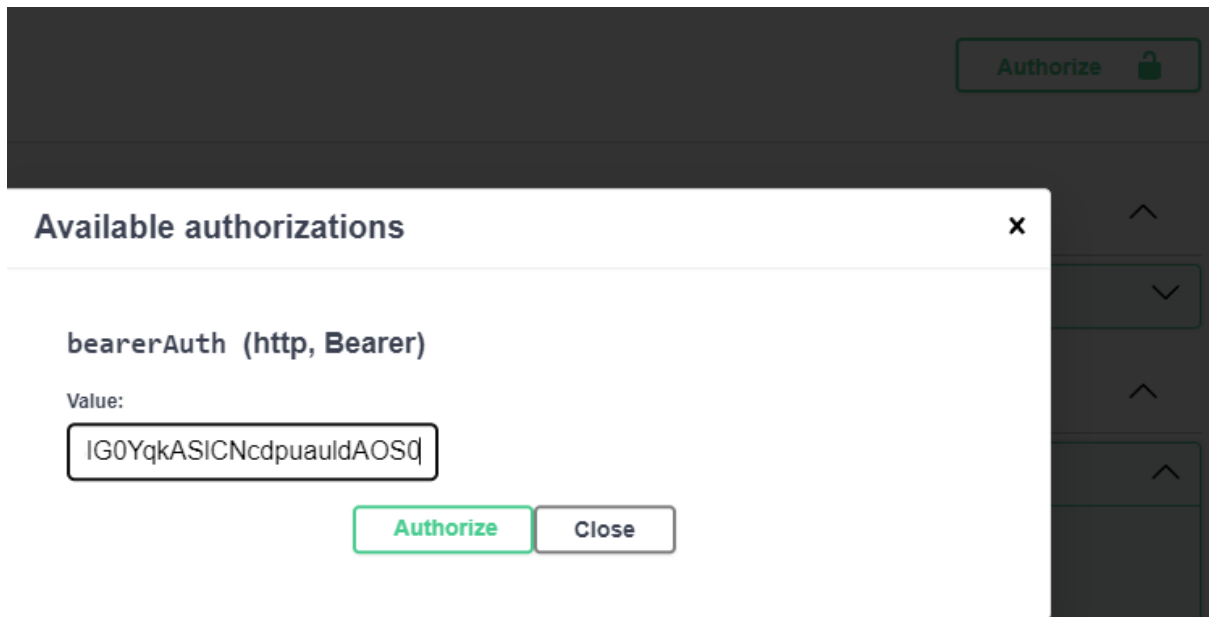 Authorize
Available authorizations
x
bearerAuth (http, Bearer)
Value:
IG0YqkASICNcdpuauldAOS0
Authorize Close